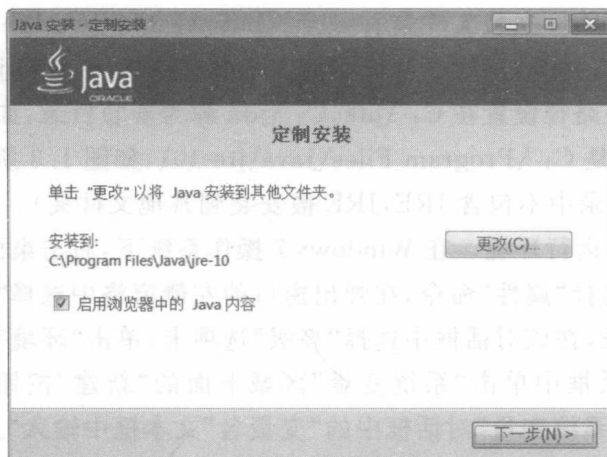 Java 安装 - 定制安装
Java
ORACLE
定制安装
单击 “更改” 以将 Java 安装到其他文件夹。
安装到:
更改(C)...
C:\Program Files\Java\jre-10
启用浏览器中的 Java 内容
下一步(N) >